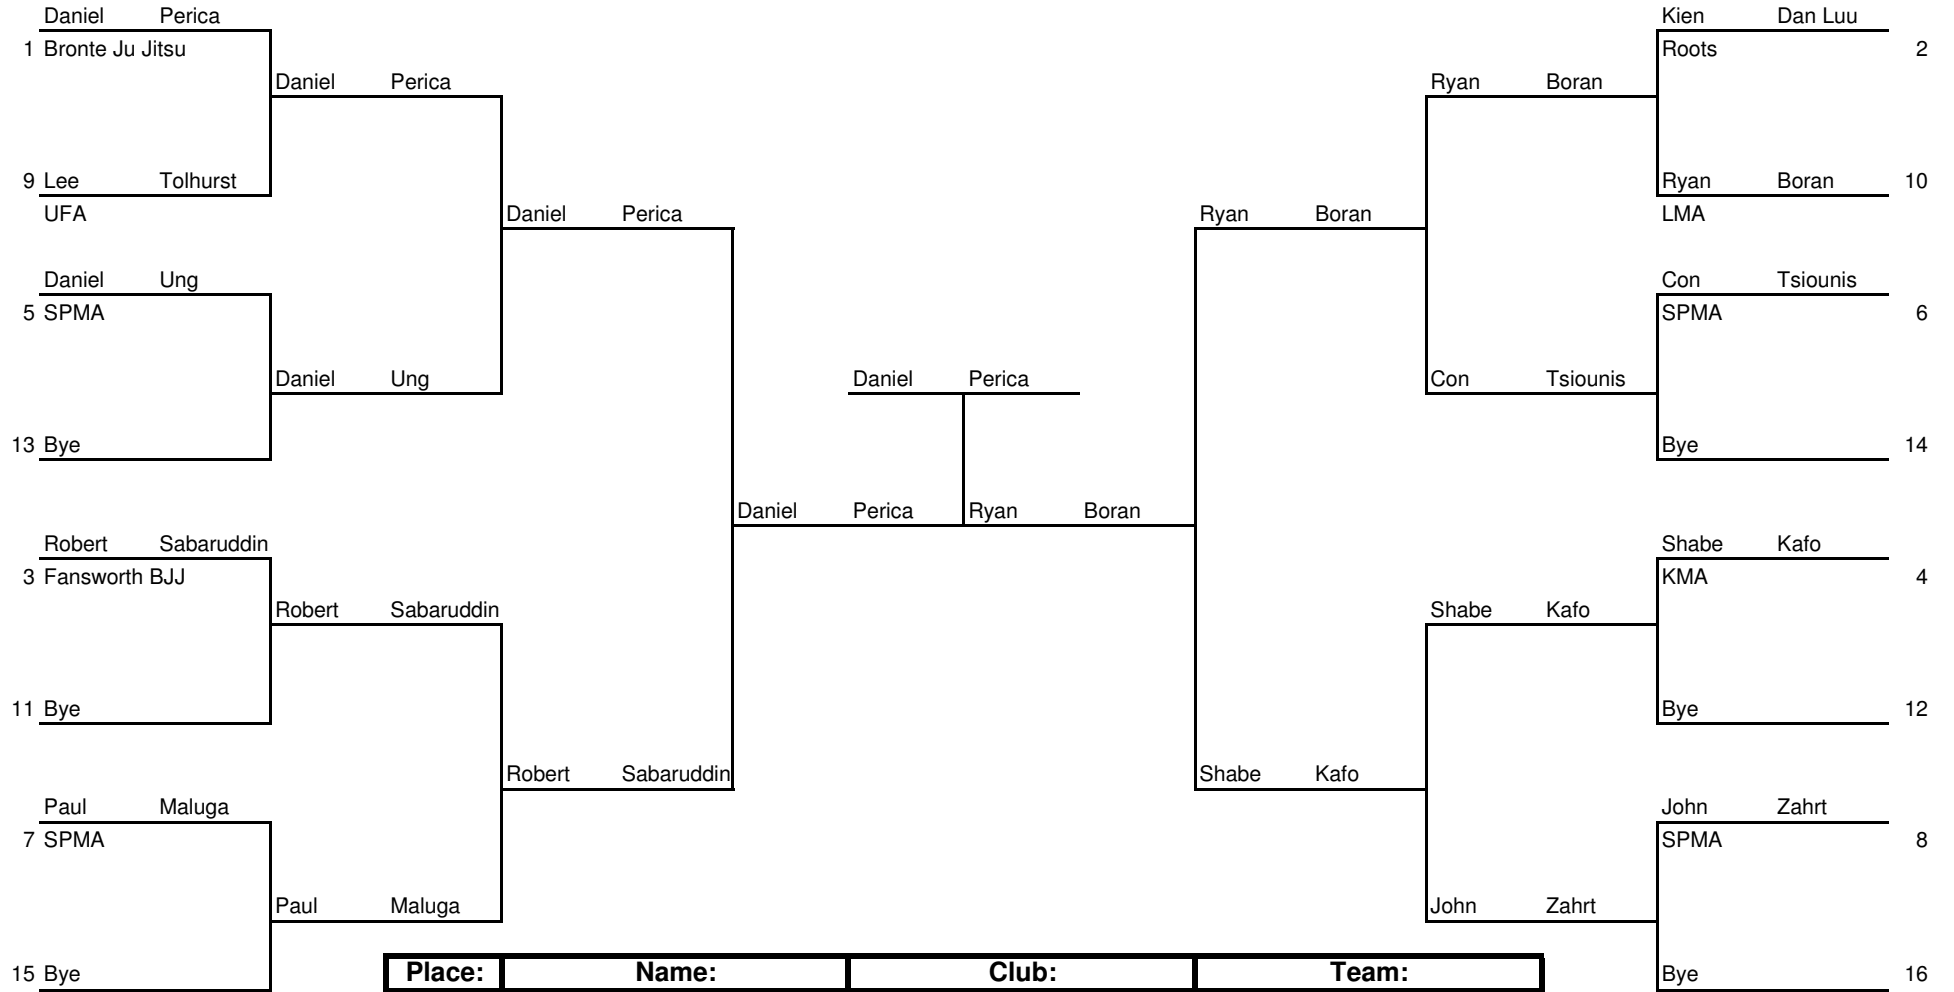 Daniel Perica Kien Dan Luu
1 Bronte Ju Jitsu Roots 2
Daniel Perica Ryan Boran
9 Lee Tolhurst Ryan Boran 10
UFA Daniel Perica Ryan Boran LMA
Daniel Ung Con Tsiounis
5 SPMA SPMA 6
Daniel Ung Daniel Perica Con Tsiounis
13 Bye Bye 14
Daniel Perica Ryan Boran
Robert Sabaruddin Shabe Kafo
3 Fansworth BJJ KMA 4
Robert Sabaruddin Shabe Kafo
11 Bye Bye 12
Robert Sabaruddin Shabe Kafo
Paul Maluga John Zahrt
7 SPMA SPMA 8
Paul Maluga John Zahrt
15 Bye Place: Name: Club: Team: Bye 16